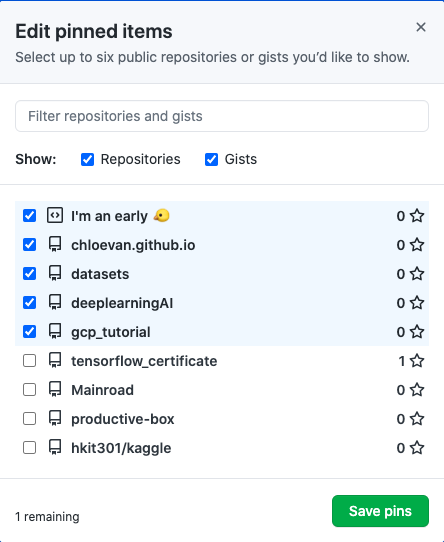 Edit pinned items
Select up to six public repositories or gists you’d like to show.
Filter repositories and gists
Show: Repositories Gists
I'm an early 🐤 0
chloevan.github.io 0
datasets 0
deeplearningAI 0
gcp_tutorial 0
tensorflow_certificate 1
Mainroad 0
productive-box 0
hkit301/kaggle 0
1 remaining Save pins